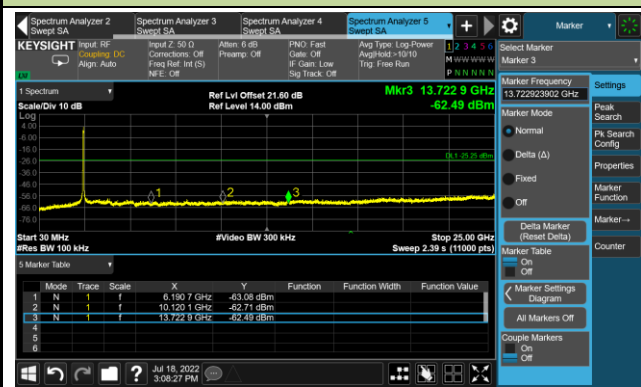 Spectrum Analyzer 2
Swept SA
Spectrum Analyzer 3
Swept SA
Spectrum Analyzer 4
Swept SA
Spectrum Analyzer 5
Swept SA
Marker
KEYSIGHT
Input: RF
Coupling: DC
Align: Auto
Input Z: 50 Ω
Corrections: Off
Freq Ref: Int (S)
NFE: Off
Atten: 6 dB
Preamp: Off
PNO: Fast
Gate: Off
IF Gain: Low
Sig Track: Off
Avg Type: Log-Power
Avg|Hold:>10/10
Trig: Free Run
1 2 3 4 5 6
M W W W W W
P N N N N N
LXI
Select Marker
Marker 3
1 Spectrum
Scale/Div 10 dB
Ref Lvl Offset 21.60 dB
Ref Level 14.00 dBm
Mkr3 13.722 9 GHz
-62.49 dBm
Log
4.00
-6.00
-16.0
-26.0
-36.0
-46.0
-56.0
-66.0
-76.0
DL1 -25.25 dBm
1
2
3
Start 30 MHz
#Res BW 100 kHz
#Video BW 300 kHz
Stop 25.00 GHz
Sweep 2.39 s (11000 pts)
5 Marker Table
Mode Trace Scale X Y Function Function Width Function Value
1 N 1 f 6.190 7 GHz -63.08 dBm
2 N 1 f 10.120 1 GHz -62.71 dBm
3 N 1 f 13.722 9 GHz -62.49 dBm
4
5
6
Marker Frequency
13.722923902 GHz
Marker Mode
Normal
Delta (Δ)
Fixed
Off
Delta Marker
(Reset Delta)
Marker Table
On
Off
Marker Settings
Diagram
All Markers Off
Couple Markers
On
Off
Settings
Peak
Search
Pk Search
Config
Properties
Marker
Function
Marker→
Counter
?
Jul 18, 2022
3:08:27 PM